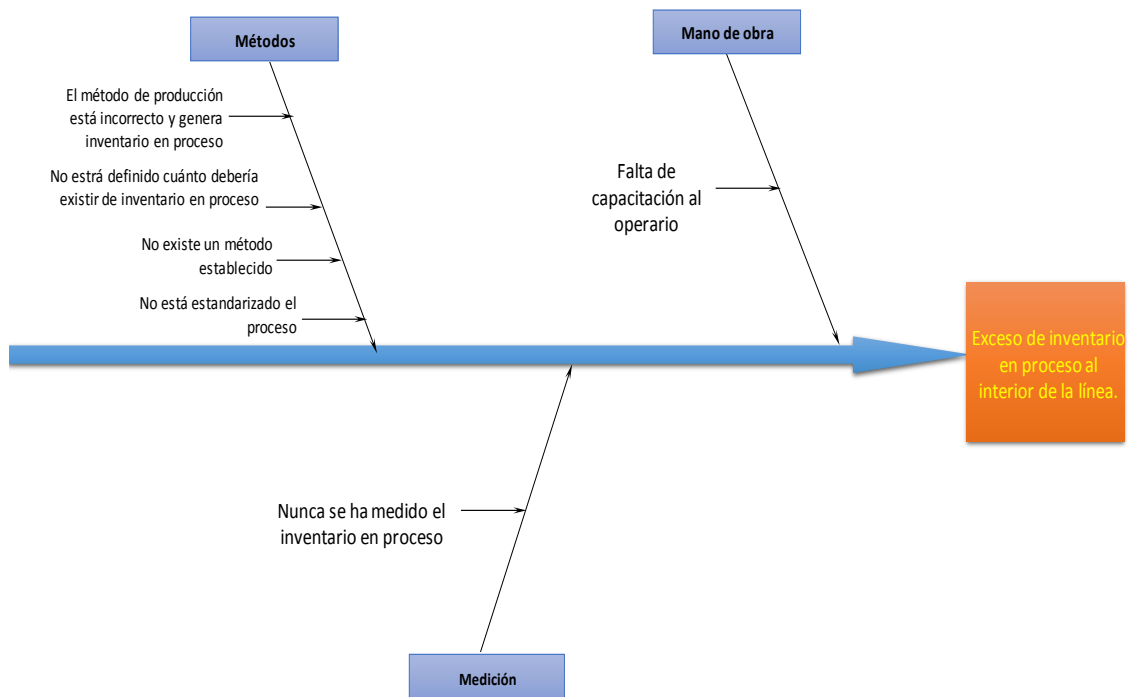 Métodos
Mano de obra
El método de producción
está incorrecto y genera
inventario en proceso
No estrá definido cuánto debería
existir de inventario en proceso
No existe un método
establecido
No está estandarizado el
proceso
Falta de
capacitación al
operario
Exceso de inventario
en proceso al
interior de la línea.
Nunca se ha medido el
inventario en proceso
Medición